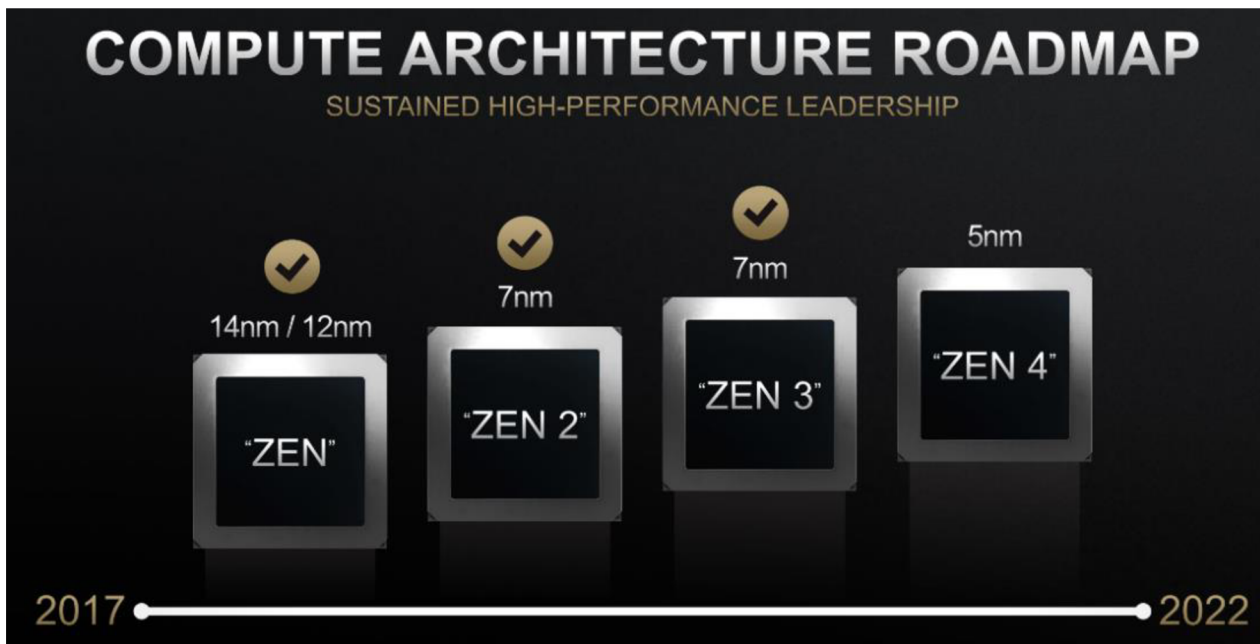 COMPUTE ARCHITECTURE ROADMAP
SUSTAINED HIGH-PERFORMANCE LEADERSHIP
14nm / 12nm
"ZEN"
7nm
"ZEN 2"
7nm
"ZEN 3"
5nm
"ZEN 4"
2017
2022